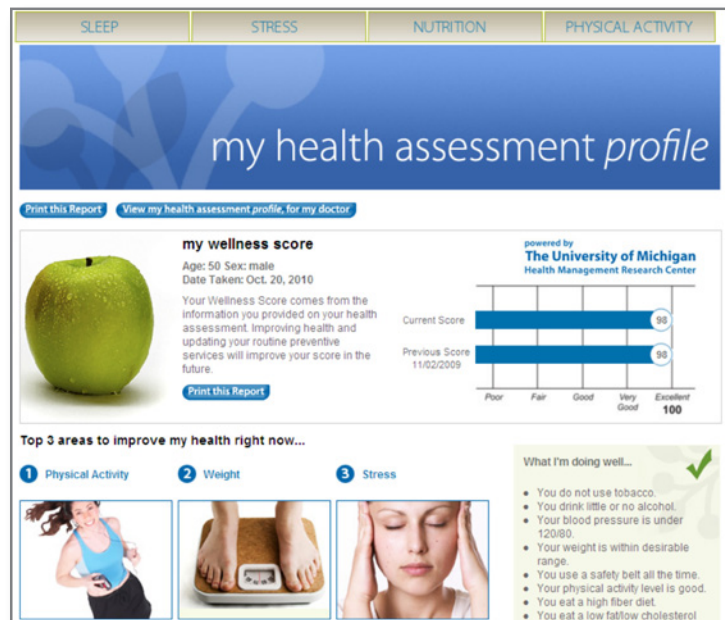 SLEEP STRESS NUTRITION PHYSICAL ACTIVITY
my health assessment profile
Print this Report View my health assessment profile, for my doctor
my wellness score
Age: 50 Sex: male
Date Taken: Oct. 20, 2010
Your Wellness Score comes from the
information you provided on your health
assessment. Improving health and
updating your routine preventive
services will improve your score in the
future.
Print this Report
powered by
The University of Michigan
Health Management Research Center
Current Score 98
Previous Score 98
11/02/2009
Poor Fair Good Very Good Excellent
100
Top 3 areas to improve my health right now...
1 Physical Activity 2 Weight 3 Stress
What I'm doing well...
You do not use tobacco.
You drink little or no alcohol.
Your blood pressure is under
120/80.
Your weight is within desirable
range.
You use a safety belt all the time.
Your physical activity level is good.
You eat a high fiber diet.
You eat a low fat/low cholesterol